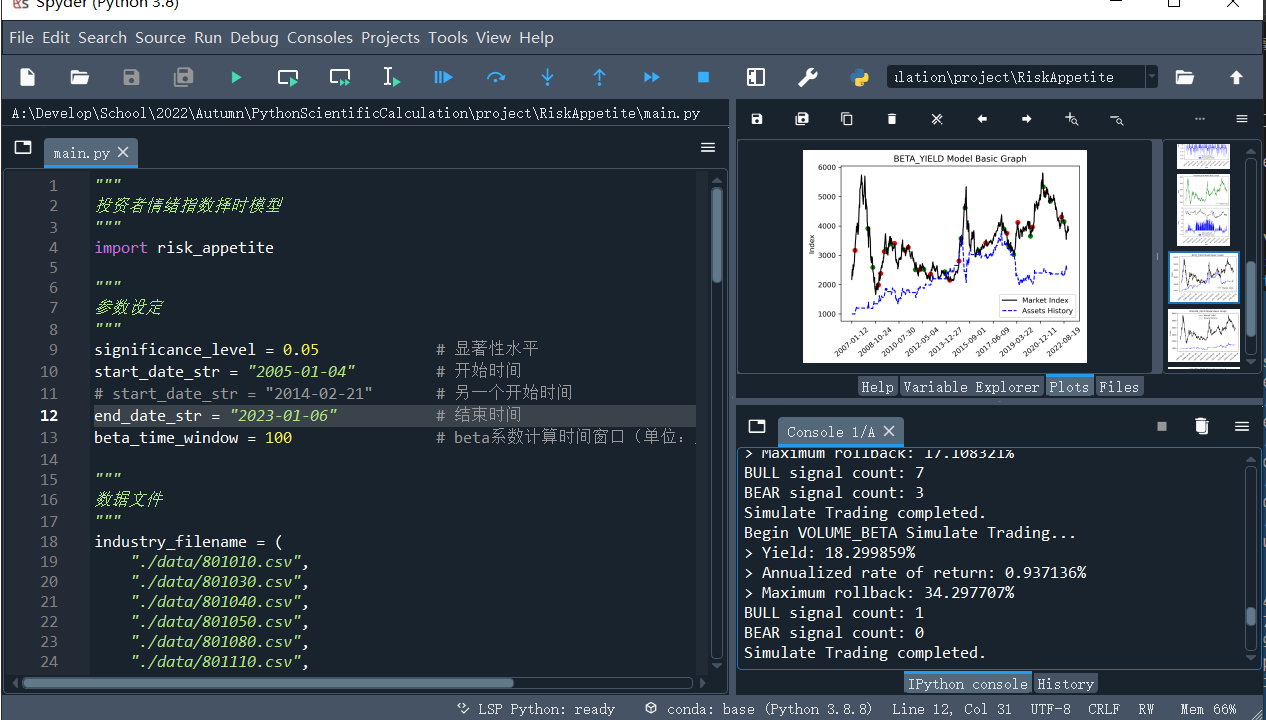 Spyder (Python 3.8)
File Edit Search Source Run Debug Consoles Projects Tools View Help
ılation\project\RiskAppetite
A:\Develop\School\2022\Autumn\PythonScientificCalculation\project\RiskAppetite\main.py
main.py
1 """
2 投资者情绪指数择时模型
3 """
4 import risk_appetite
5
6 """
7 参数设定
8 """
9 significance_level = 0.05 # 显著性水平
10 start_date_str = "2005-01-04" # 开始时间
11 # start_date_str = "2014-02-21" # 另一个开始时间
12 end_date_str = "2023-01-06" # 结束时间
13 beta_time_window = 100 # beta系数计算时间窗口（单位：
14
15 """
16 数据文件
17 """
18 industry_filename = (
19 "./data/801010.csv",
20 "./data/801030.csv",
21 "./data/801040.csv",
22 "./data/801050.csv",
23 "./data/801080.csv",
24 "./data/801110.csv",
BETA_YIELD Model Basic Graph
6000
5000
4000
3000
2000
1000
Index
Market Index
Assets History
2007-01-12
2008-10-24
2010-07-30
2012-05-04
2013-12-27
2015-09-01
2017-06-09
2019-03-22
2020-12-11
2022-08-19
Help Variable Explorer Plots Files
Console 1/A
> Maximum rollback: 17.108321%
BULL signal count: 7
BEAR signal count: 3
Simulate Trading completed.
Begin VOLUME_BETA Simulate Trading...
> Yield: 18.299859%
> Annualized rate of return: 0.937136%
> Maximum rollback: 34.297707%
BULL signal count: 1
BEAR signal count: 0
Simulate Trading completed.
IPython console History
LSP Python: ready conda: base (Python 3.8.8) Line 12, Col 31 UTF-8 CRLF RW Mem 66%